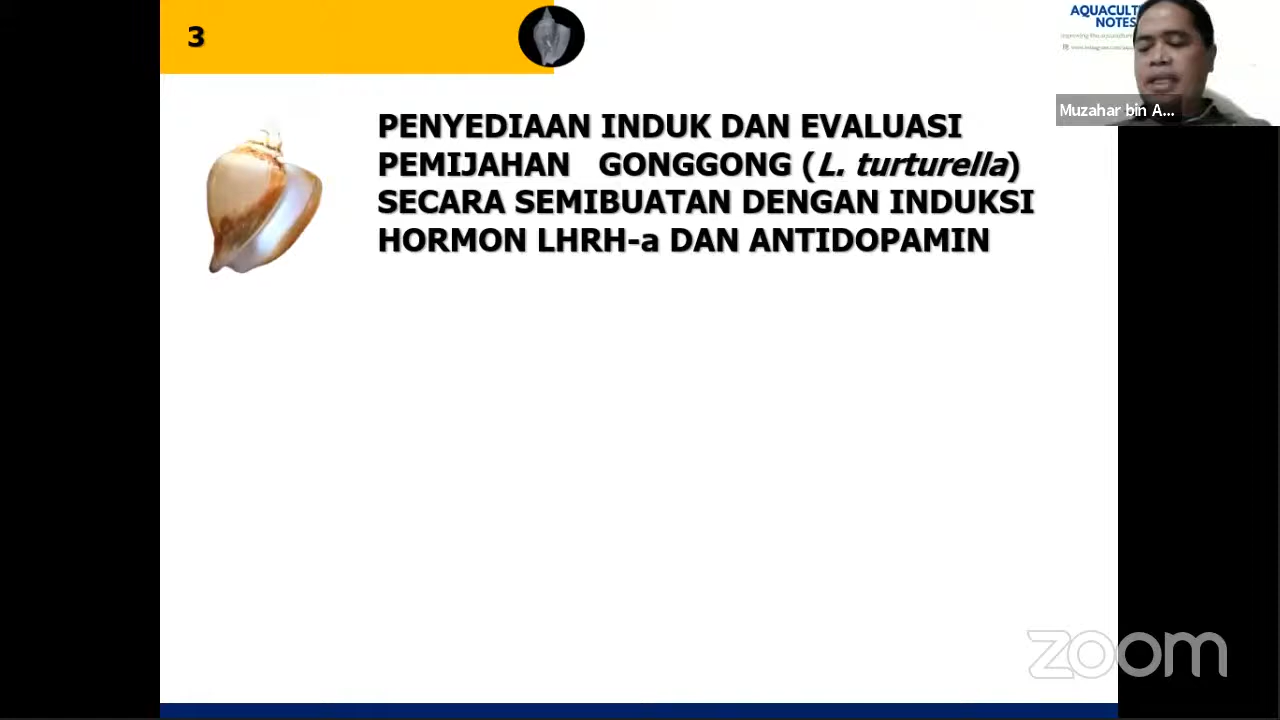 3
AQUACULT
NOTES
PENYEDIAAN INDUK DAN EVALUASI
PEMIJAHAN GONGGONG (L. turturella)
SECARA SEMIBUATAN DENGAN INDUKSI
HORMON LHRH-a DAN ANTIDOPAMIN
Muzahar bin A...
zoom